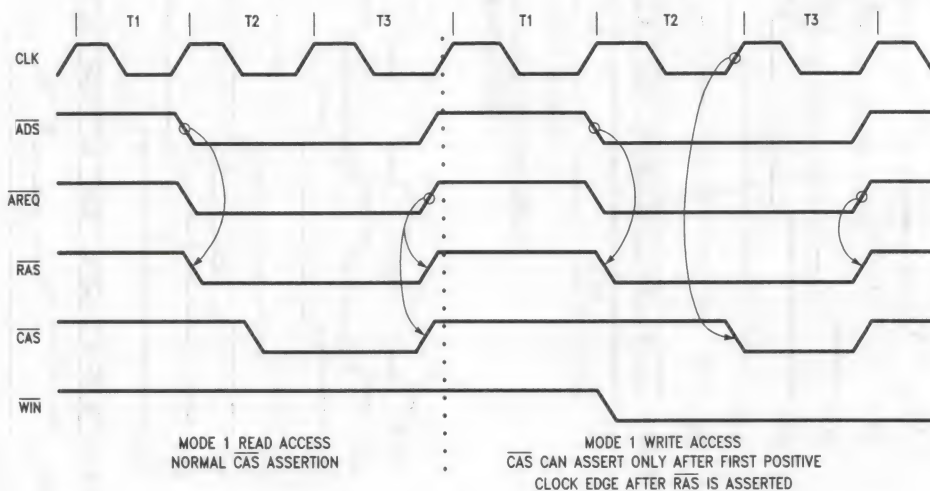 T1 T2 T3 T1 T2 T3
CLK
ADS
AREQ
RAS
CAS
WIN
MODE 1 READ ACCESS
NORMAL CAS ASSERTION
MODE 1 WRITE ACCESS
CAS CAN ASSERT ONLY AFTER FIRST POSITIVE
CLOCK EDGE AFTER RAS IS ASSERTED